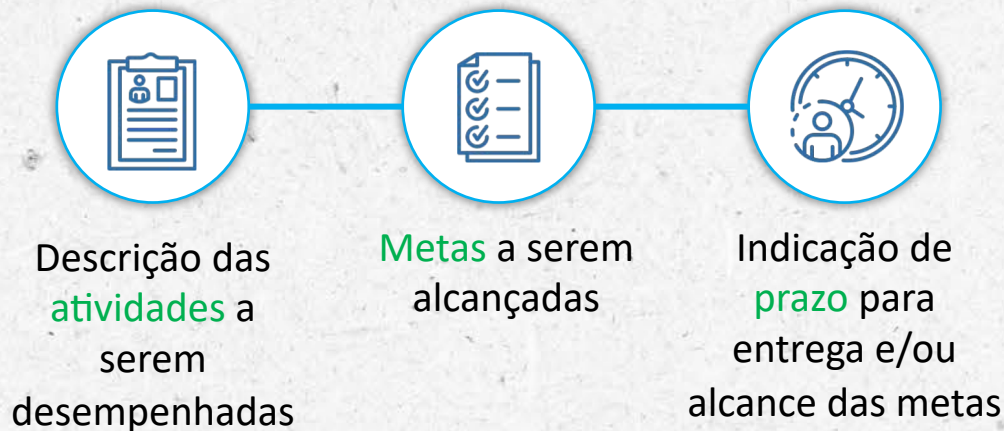 Descrição das
atividades a
serem
desempenhadas
Metas a serem
alcançadas
Indicação de
prazo para
entrega e/ou
alcance das metas